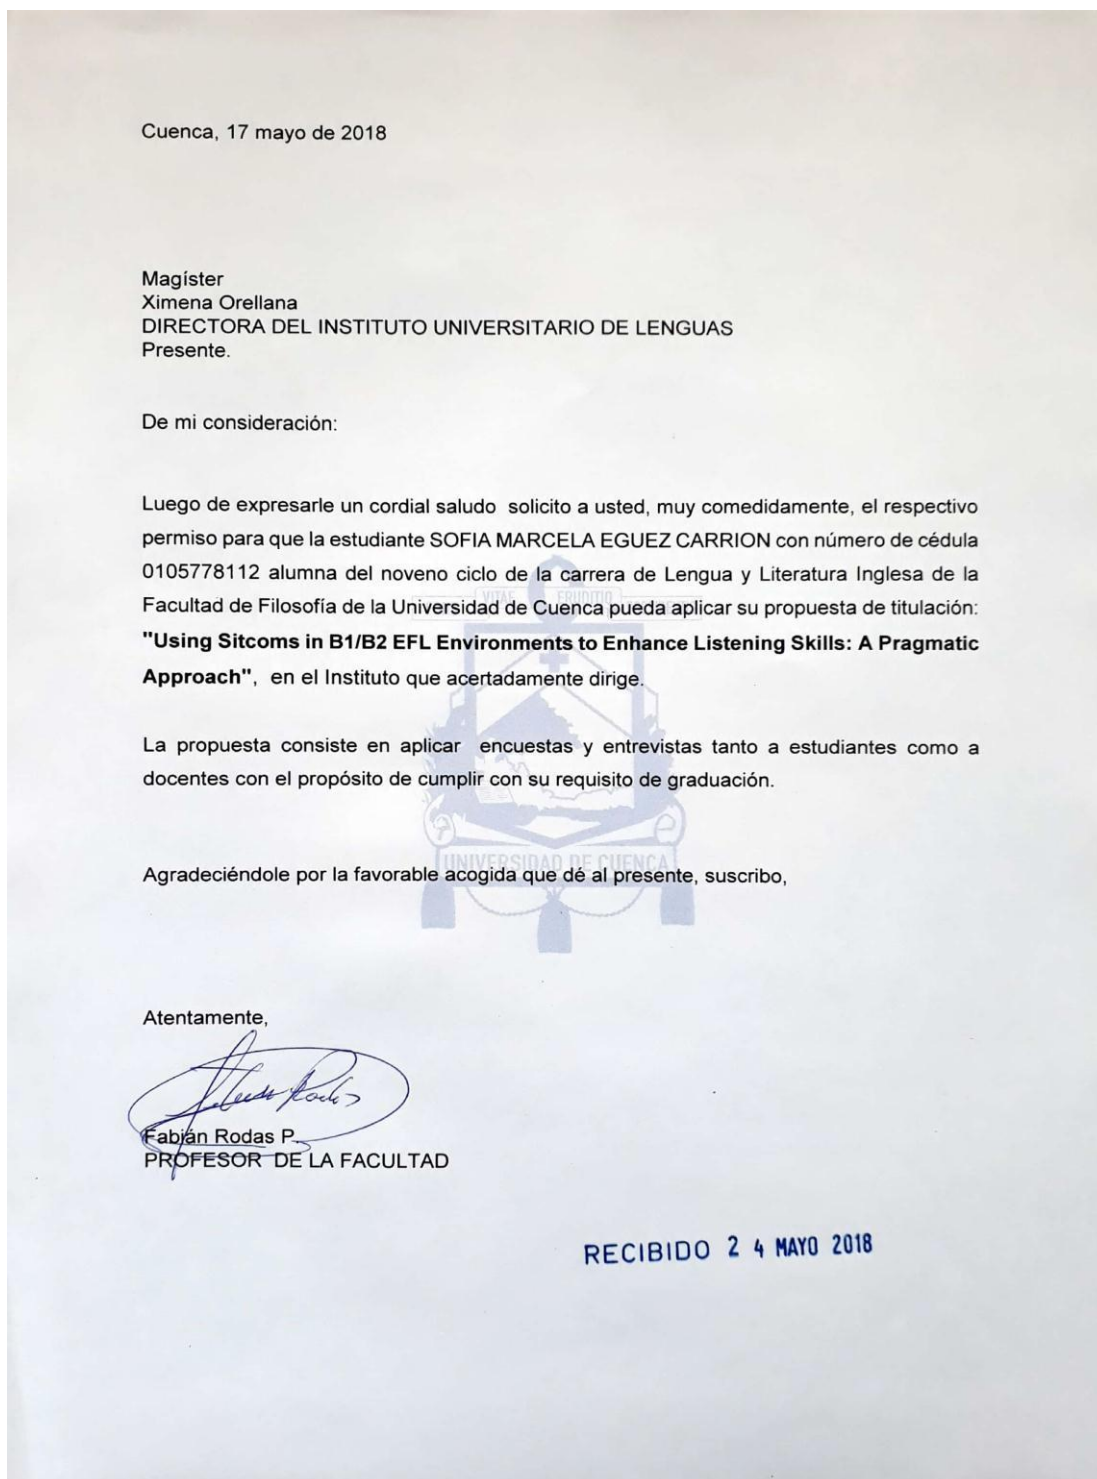 Cuenca, 17 mayo de 2018
Magíster
Ximena Orellana
DIRECTORA DEL INSTITUTO UNIVERSITARIO DE LENGUAS
Presente.
De mi consideración:
Luego de expresarle un cordial saludo solicito a usted, muy comedidamente, el respectivo
permiso para que la estudiante SOFIA MARCELA EGUEZ CARRION con número de cédula
0105778112 alumna del noveno ciclo de la carrera de Lengua y Literatura Inglesa de la
VITAE ERUDITIO
Facultad de Filosofía de la Universidad de Cuenca pueda aplicar su propuesta de titulación:
"Using Sitcoms in B1/B2 EFL Environments to Enhance Listening Skills: A Pragmatic
Approach", en el Instituto que acertadamente dirige.
La propuesta consiste en aplicar encuestas y entrevistas tanto a estudiantes como a
docentes con el propósito de cumplir con su requisito de graduación.
UNIVERSIDAD DE CUENCA
Agradeciéndole por la favorable acogida que dé al presente, suscribo,
Atentamente,
Fabián Rodas P.
PROFESOR DE LA FACULTAD
RECIBIDO 24 MAYO 2018